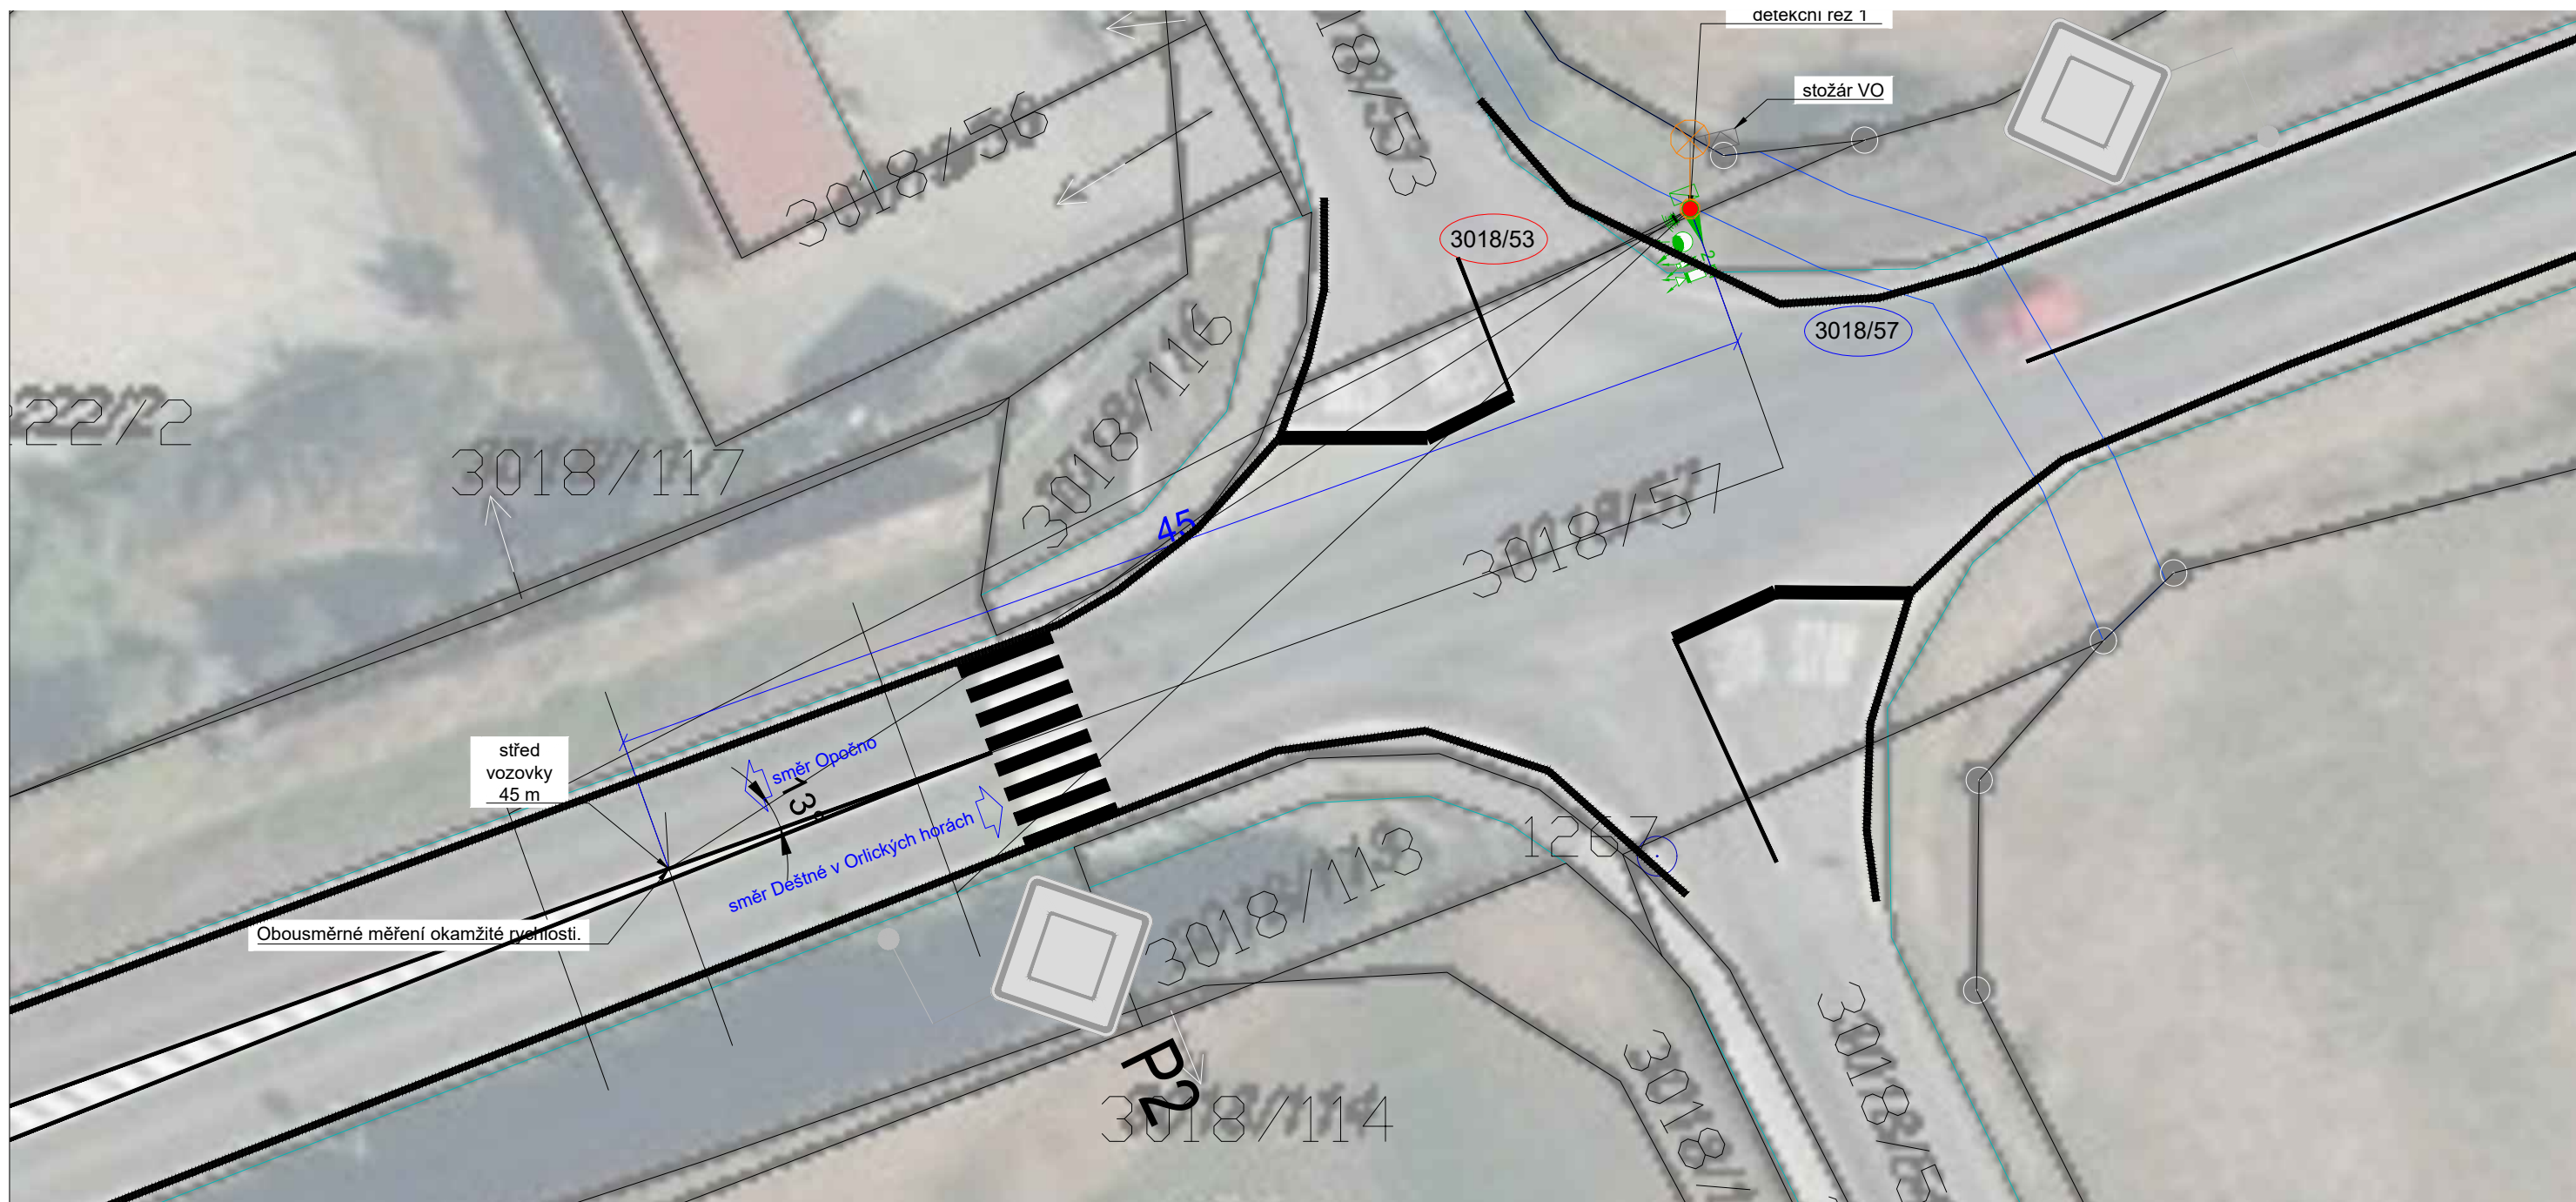 detekční řez 1
stožár VO
3018/53
3018/56
3018/53
3018/57
3018/116
222/2
3018/117
45
3018/57
střed
vozovky
45 m
směr Opočno
13°
směr Deštné v Orlických horách
1267
3018/113
Obousměrné měření okamžité rychlosti.
P2
3018/114